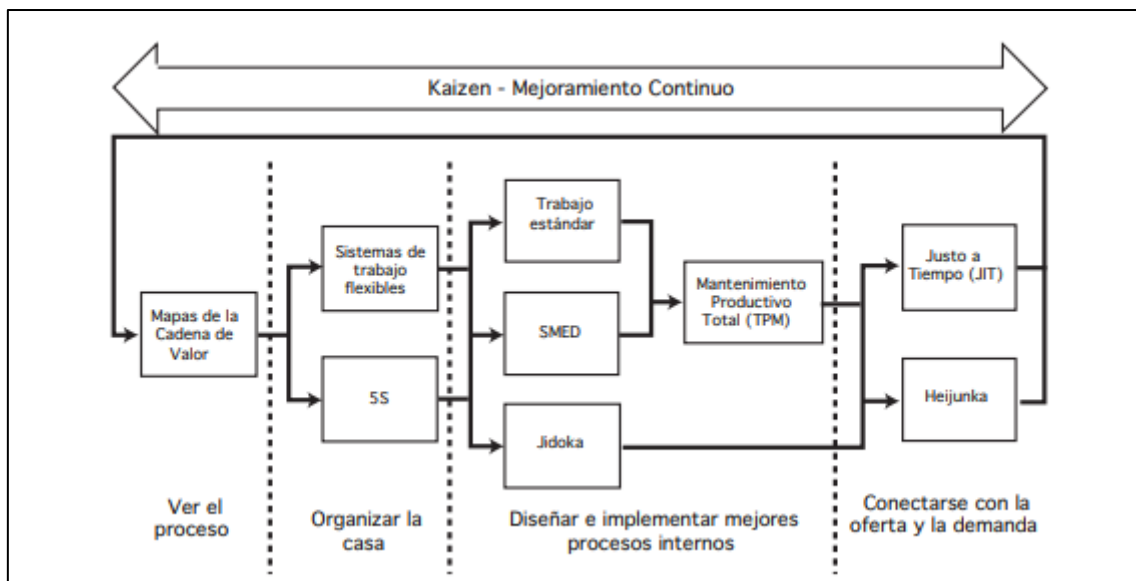 Kaizen - Mejoramiento Continuo
Mapas de la
Cadena de
Valor
Sistemas de
trabajo
flexibles
5S
Trabajo
estándar
SMED
Jidoka
Mantenimiento
Productivo
Total (TPM)
Justo a
Tiempo (JIT)
Heijunka
Ver el
proceso
Organizar la
casa
Diseñar e implementar mejores
procesos internos
Conectarse con la
oferta y la demanda